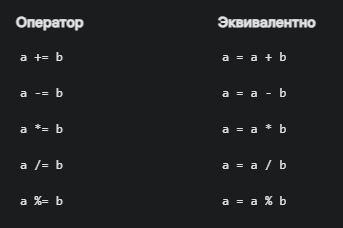 Оператор Эквивалентно
a += b a = a + b
a -= b a = a - b
a *= b a = a * b
a /= b a = a / b
a %= b a = a % b